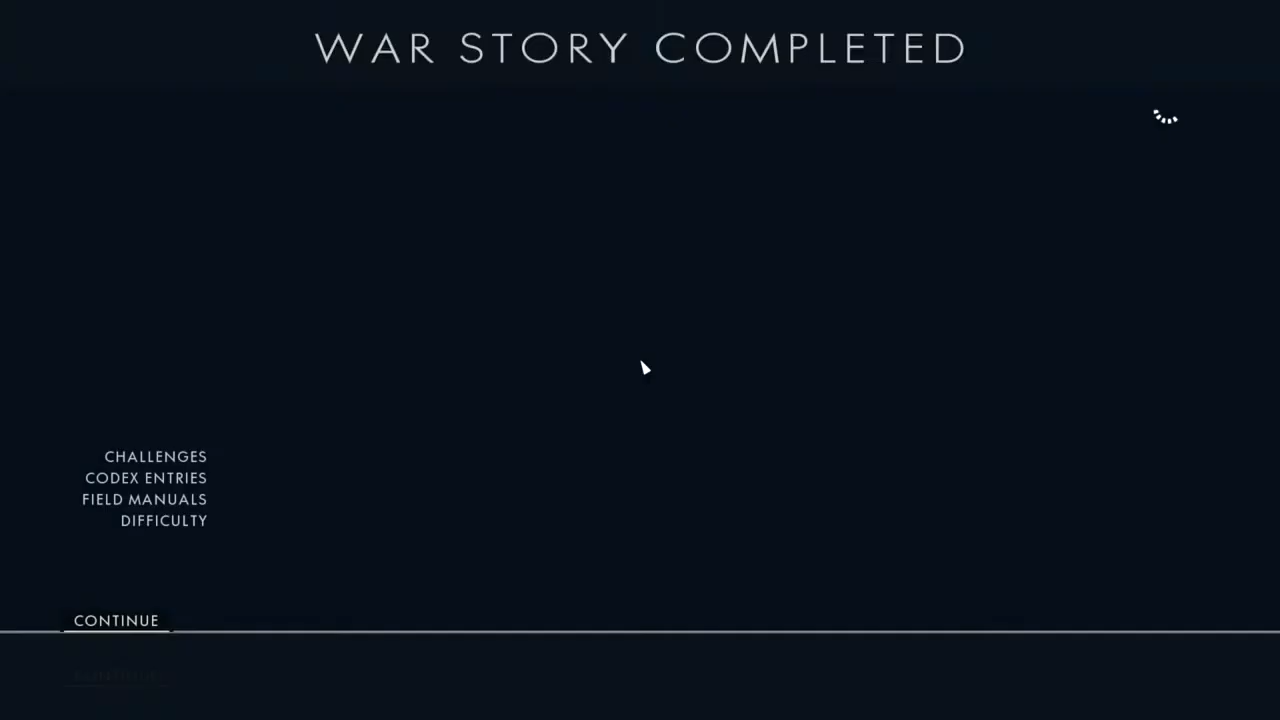 WAR STORY COMPLETED
CHALLENGES
CODEX ENTRIES
FIELD MANUALS
DIFFICULTY
CONTINUE